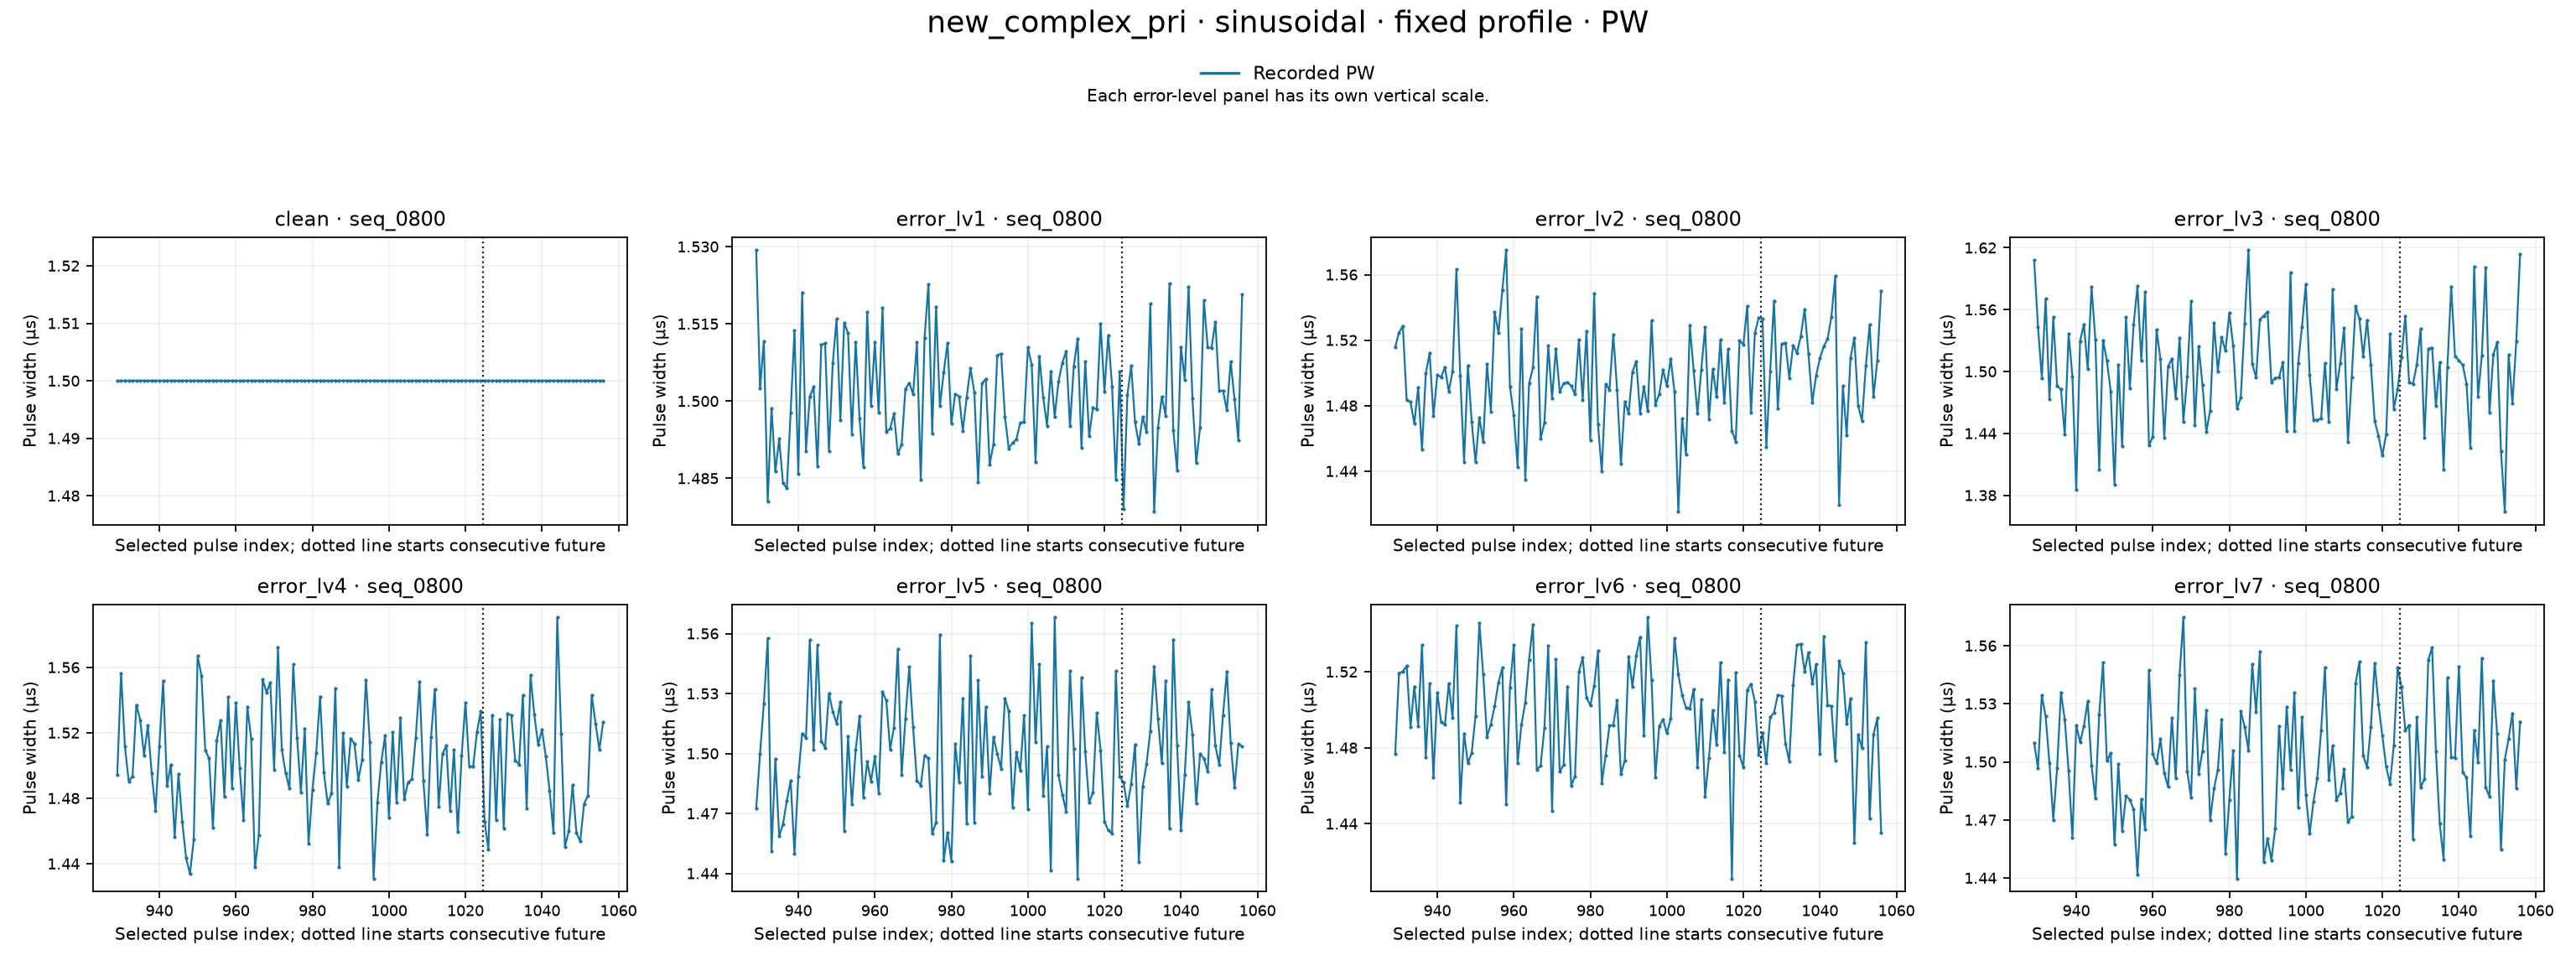 new_complex_pri · sinusoidal · fixed profile · PW
Recorded PW
Each error-level panel has its own vertical scale.
clean · seq_0800
1.52
1.51
1.50
1.49
1.48
Pulse width (µs)
Selected pulse index; dotted line starts consecutive future
error_lv1 · seq_0800
1.530
1.515
1.500
1.485
Pulse width (µs)
Selected pulse index; dotted line starts consecutive future
error_lv2 · seq_0800
1.56
1.52
1.48
1.44
Pulse width (µs)
Selected pulse index; dotted line starts consecutive future
error_lv3 · seq_0800
1.62
1.56
1.50
1.44
1.38
Pulse width (µs)
Selected pulse index; dotted line starts consecutive future
error_lv4 · seq_0800
1.56
1.52
1.48
1.44
Pulse width (µs)
940 960 980 1000 1020 1040 1060
Selected pulse index; dotted line starts consecutive future
error_lv5 · seq_0800
1.56
1.53
1.50
1.47
1.44
Pulse width (µs)
940 960 980 1000 1020 1040 1060
Selected pulse index; dotted line starts consecutive future
error_lv6 · seq_0800
1.52
1.48
1.44
Pulse width (µs)
940 960 980 1000 1020 1040 1060
Selected pulse index; dotted line starts consecutive future
error_lv7 · seq_0800
1.56
1.53
1.50
1.47
1.44
Pulse width (µs)
940 960 980 1000 1020 1040 1060
Selected pulse index; dotted line starts consecutive future